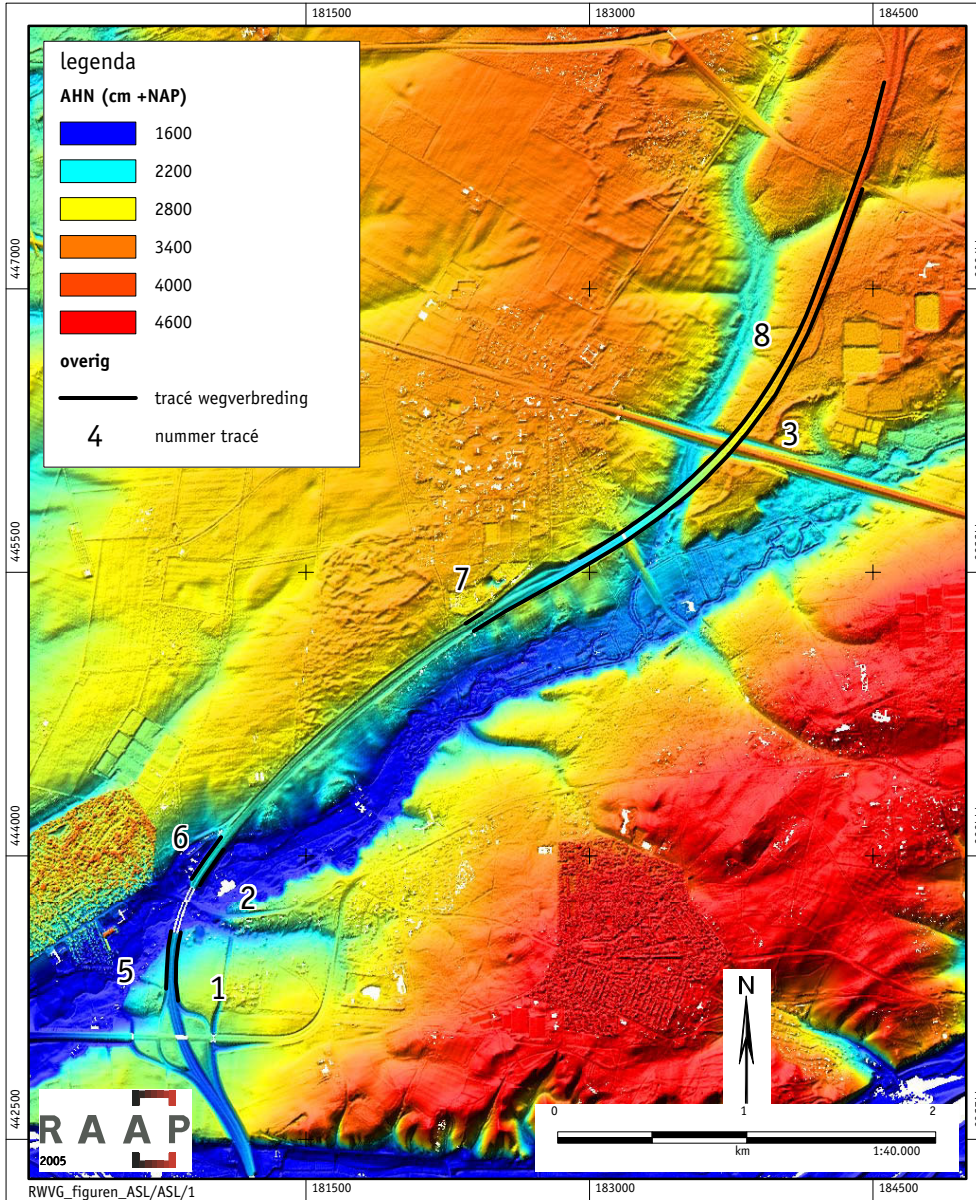 181500
183000
184500
legenda
AHN (cm +NAP)
1600
2200
2800
3400
4000
4600
overig
tracé wegverbreding
4 nummer tracé
447000
445500
444000
442500
8
3
7
6
2
5
1
N
0 1 2
km 1:40.000
RAAP
2005
181500
183000
184500
RWVG_figuren_ASL/ASL/1